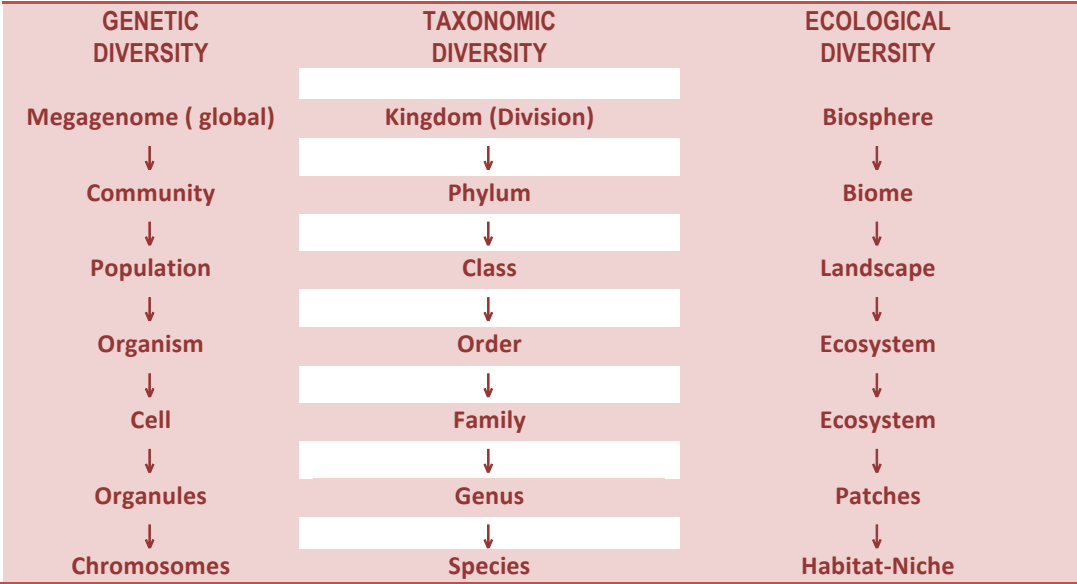 GENETIC DIVERSITY TAXONOMIC DIVERSITY ECOLOGICAL DIVERSITY
Megagenome ( global) Kingdom (Division) Biosphere
↓ ↓ ↓
Community Phylum Biome
↓ ↓ ↓
Population Class Landscape
↓ ↓ ↓
Organism Order Ecosystem
↓ ↓ ↓
Cell Family Ecosystem
↓ ↓ ↓
Organules Genus Patches
↓ ↓ ↓
Chromosomes Species Habitat-Niche